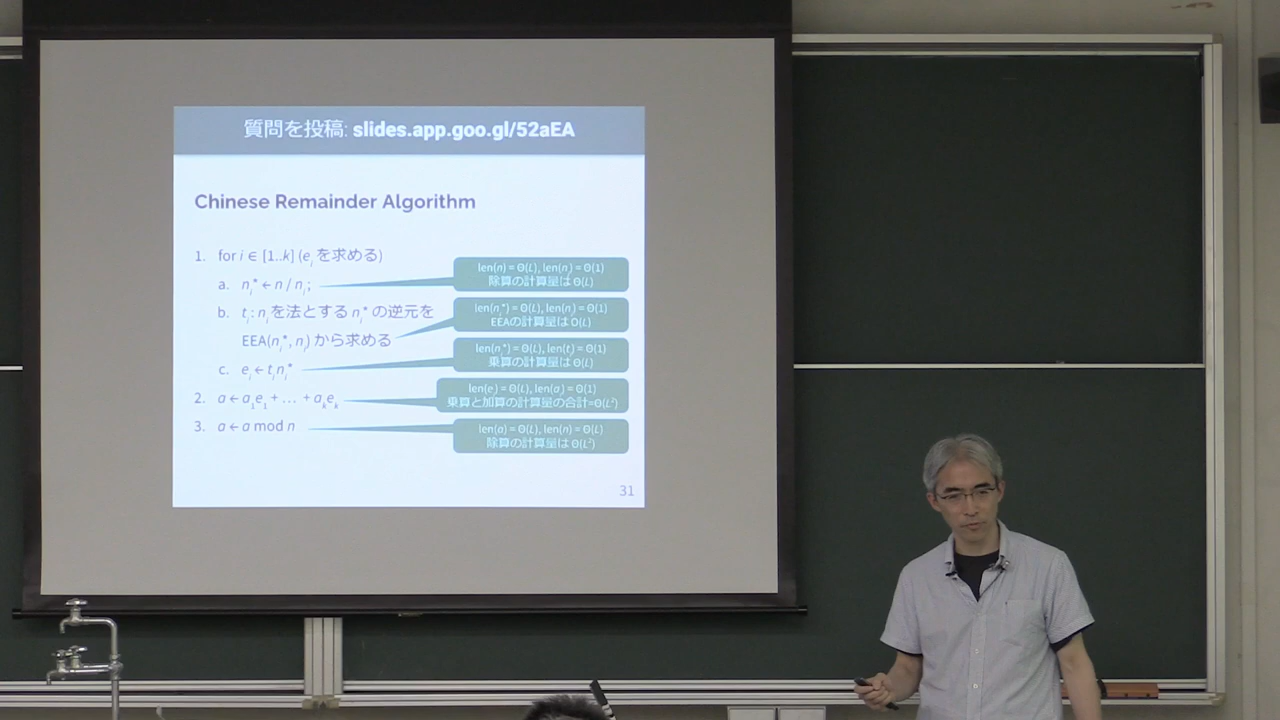 質問を投稿: slides.app.goo.gl/52aEA
Chinese Remainder Algorithm
1. for i ∈ [1..k] (eᵢ を求める)
a. nᵢ* ← n / nᵢ;
b. tᵢ: nᵢ を法とする nᵢ* の逆元を
EEA(nᵢ*, nᵢ) から求める
c. eᵢ ← tᵢnᵢ*
2. a ← a₁e₁ + … + aₖeₖ
3. a ← a mod n
len(n) = Θ(L), len(nᵢ) = Θ(1)
除算の計算量は Θ(L)
len(nᵢ*) = Θ(L), len(nᵢ) = Θ(1)
EEAの計算量は O(L)
len(nᵢ*) = Θ(L), len(tᵢ) = Θ(1)
乗算の計算量は Θ(L)
len(eᵢ) = Θ(L), len(aᵢ) = Θ(1)
乗算と加算の計算量の合計=Θ(L²)
len(a) = Θ(L), len(n) = Θ(L)
除算の計算量は Θ(L²)
31